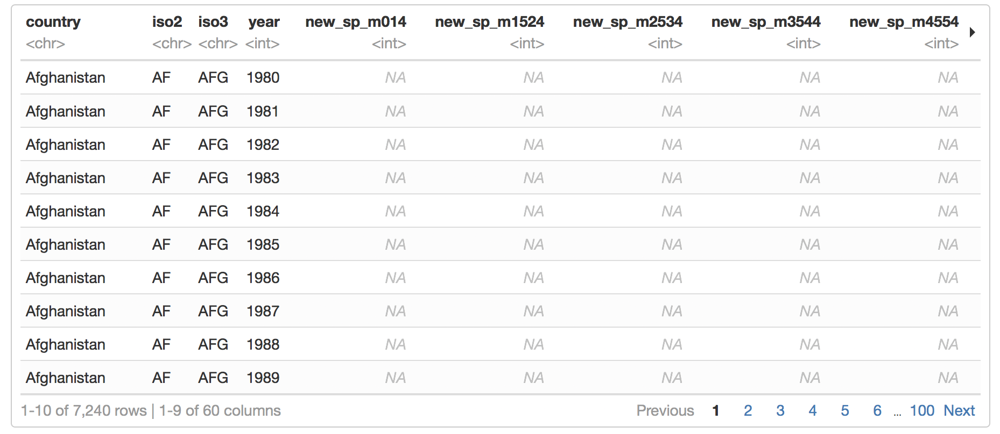 country iso2 iso3 year new_sp_m014 new_sp_m1524 new_sp_m2534 new_sp_m3544 new_sp_m4554
<chr> <chr> <chr> <int> <int> <int> <int> <int> <int>
Afghanistan AF AFG 1980 NA NA NA NA NA
Afghanistan AF AFG 1981 NA NA NA NA NA
Afghanistan AF AFG 1982 NA NA NA NA NA
Afghanistan AF AFG 1983 NA NA NA NA NA
Afghanistan AF AFG 1984 NA NA NA NA NA
Afghanistan AF AFG 1985 NA NA NA NA NA
Afghanistan AF AFG 1986 NA NA NA NA NA
Afghanistan AF AFG 1987 NA NA NA NA NA
Afghanistan AF AFG 1988 NA NA NA NA NA
Afghanistan AF AFG 1989 NA NA NA NA NA
1-10 of 7,240 rows | 1-9 of 60 columns Previous 1 2 3 4 5 6 ... 100 Next